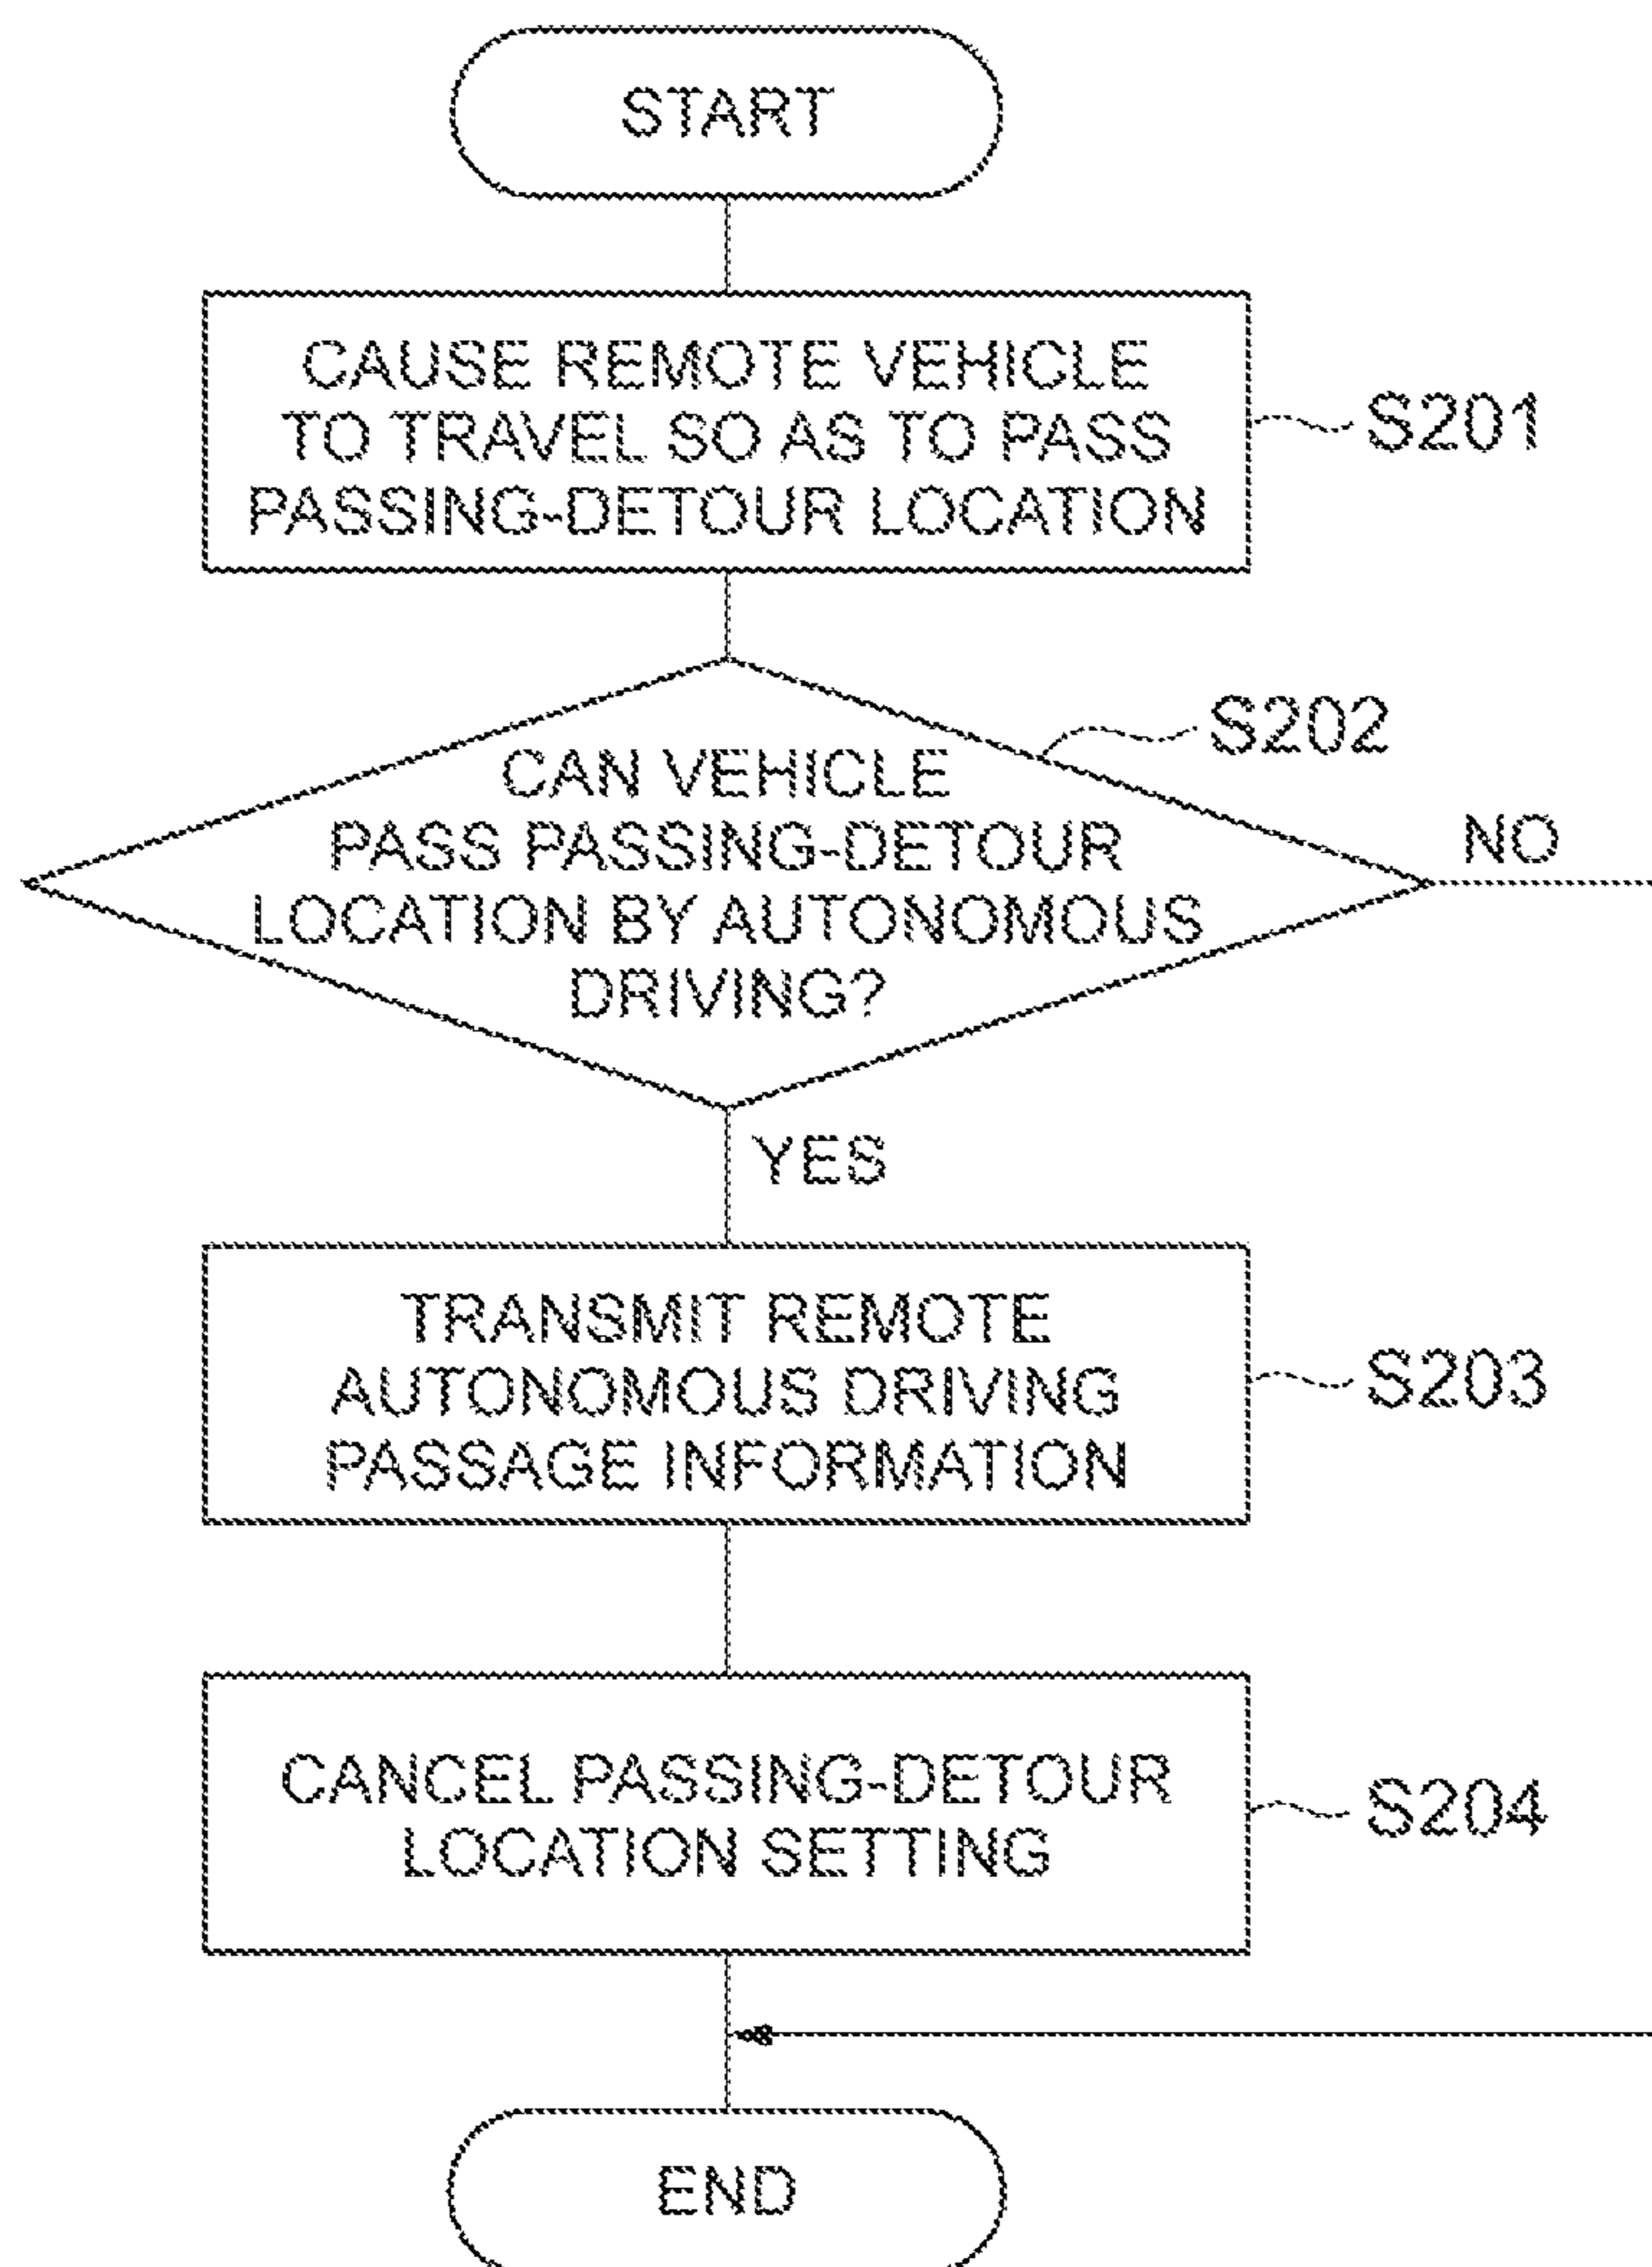 START
CAUSE REMOTE VEHICLE
TO TRAVEL SO AS TO PASS
PASSING-DETOUR LOCATION
S201
S202
CAN VEHICLE
PASS PASSING-DETOUR
LOCATION BY AUTONOMOUS
DRIVING?
NO
YES
TRANSMIT REMOTE
AUTONOMOUS DRIVING
PASSAGE INFORMATION
S203
CANCEL PASSING-DETOUR
LOCATION SETTING
S204
END